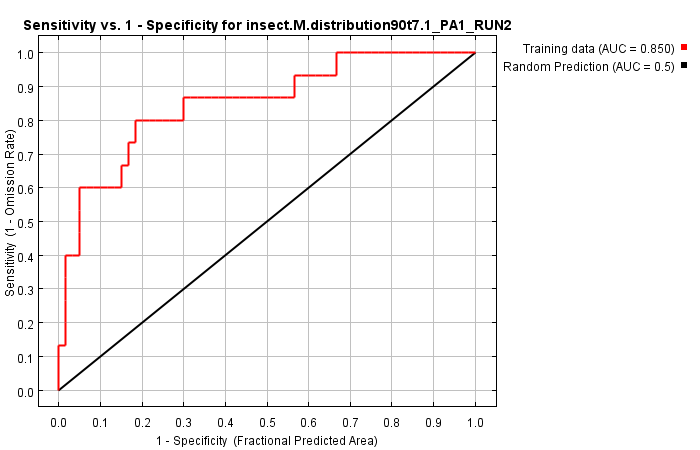 Sensitivity vs. 1 - Specificity for insect.M.distribution90t7.1_PA1_RUN2
Training data (AUC = 0.850)
Random Prediction (AUC = 0.5)
Sensitivity (1 - Omission Rate)
1.0
0.9
0.8
0.7
0.6
0.5
0.4
0.3
0.2
0.1
0.0
0.0 0.1 0.2 0.3 0.4 0.5 0.6 0.7 0.8 0.9 1.0
1 - Specificity (Fractional Predicted Area)